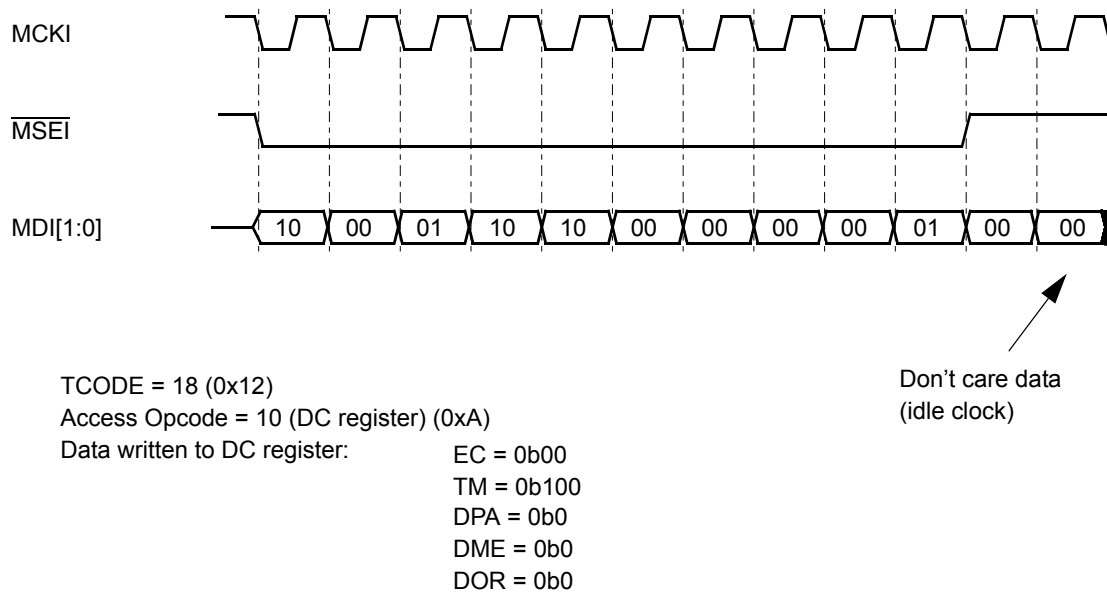 MCKI
MSEI
MDI[1:0] 10 00 01 10 10 00 00 00 00 01 00 00
Don’t care data
(idle clock)
TCODE = 18 (0x12)
Access Opcode = 10 (DC register) (0xA)
Data written to DC register: EC = 0b00
TM = 0b100
DPA = 0b0
DME = 0b0
DOR = 0b0